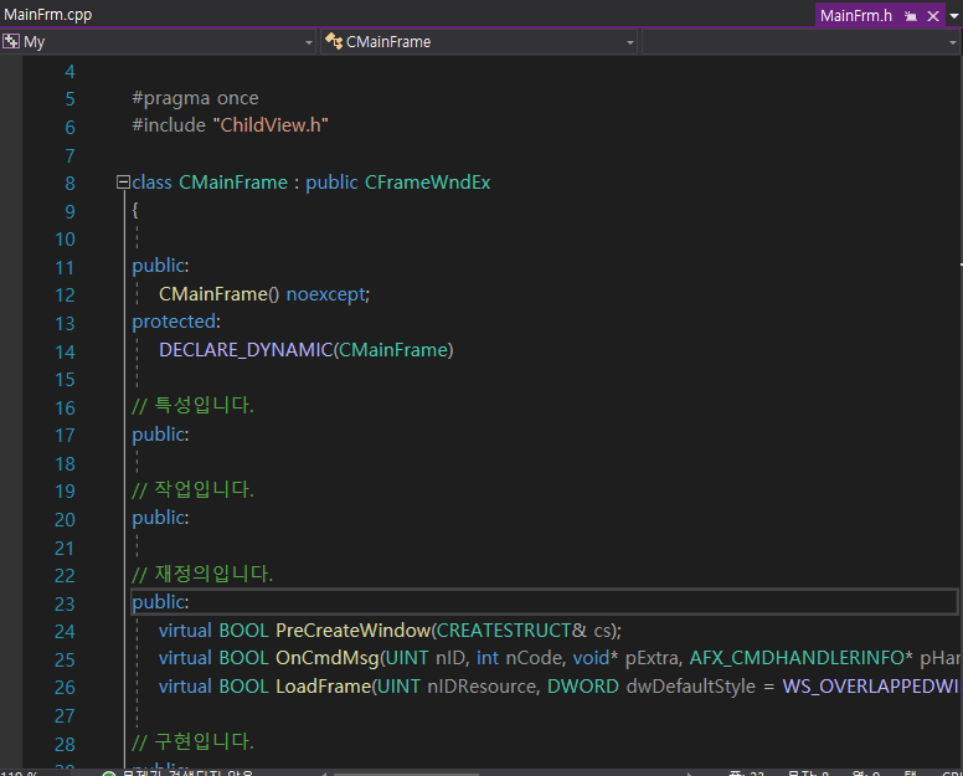 MainFrm.cpp
MainFrm.h
My
CMainFrame
4
5 #pragma once
6 #include "ChildView.h"
7
8 class CMainFrame : public CFrameWndEx
9 {
10
11 public:
12 CMainFrame() noexcept;
13 protected:
14 DECLARE_DYNAMIC(CMainFrame)
15
16 // 특성입니다.
17 public:
18
19 // 작업입니다.
20 public:
21
22 // 재정의입니다.
23 public:
24 virtual BOOL PreCreateWindow(CREATESTRUCT& cs);
25 virtual BOOL OnCmdMsg(UINT nID, int nCode, void* pExtra, AFX_CMDHANDLERINFO* pHan
26 virtual BOOL LoadFrame(UINT nIDResource, DWORD dwDefaultStyle = WS_OVERLAPPEDWI
27
28 // 구현입니다.
29 public: